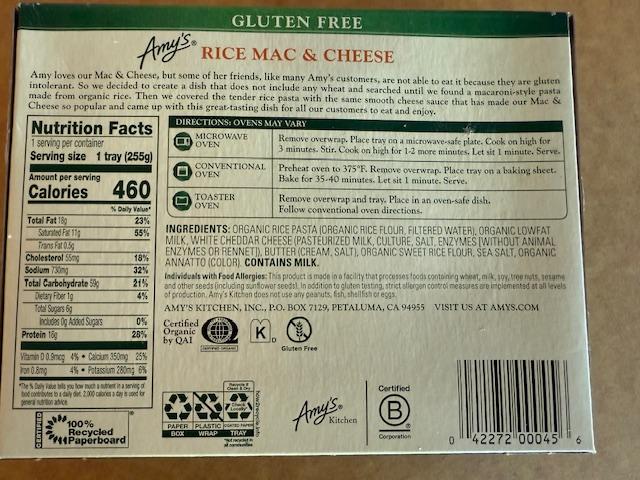 GLUTEN FREE
Amy's®
RICE MAC & CHEESE
Amy loves our Mac & Cheese, but some of her friends, like many Amy's customers, are not able to eat it because they are gluten
intolerant. So we decided to create a dish that does not include any wheat and searched until we found a macaroni-style pasta
made from organic rice. Then we covered the tender rice pasta with the same smooth cheese sauce that has made our Mac &
Cheese so popular and came up with this great-tasting dish for all our customers to eat and enjoy.
Nutrition Facts
1 serving per container
Serving size 1 tray (255g)
Amount per serving
Calories 460
% Daily Value*
Total Fat 18g 23%
Saturated Fat 11g 55%
Trans Fat 0.5g
Cholesterol 55mg 18%
Sodium 730mg 32%
Total Carbohydrate 59g 21%
Dietary Fiber 1g 4%
Total Sugars 6g
Includes 0g Added Sugars 0%
Protein 16g 28%
Vitamin D 0.9mcg 4% • Calcium 350mg 25%
Iron 0.8mg 4% • Potassium 280mg 6%
*The % Daily Value tells you how much a nutrient in a serving of
food contributes to a daily diet. 2,000 calories a day is used for
general nutrition advice.
DIRECTIONS: OVENS MAY VARY
MICROWAVE
OVEN
Remove overwrap. Place tray on a microwave-safe plate. Cook on high for
3 minutes. Stir. Cook on high for 1-2 more minutes. Let sit 1 minute. Serve.
CONVENTIONAL
OVEN
Preheat oven to 375°F. Remove overwrap. Place tray on a baking sheet.
Bake for 35-40 minutes. Let sit 1 minute. Serve.
TOASTER
OVEN
Remove overwrap and tray. Place in an oven-safe dish.
Follow conventional oven directions.
INGREDIENTS: ORGANIC RICE PASTA (ORGANIC RICE FLOUR, FILTERED WATER), ORGANIC LOWFAT
MILK, WHITE CHEDDAR CHEESE (PASTEURIZED MILK, CULTURE, SALT, ENZYMES [WITHOUT ANIMAL
ENZYMES OR RENNET]), BUTTER (CREAM, SALT), ORGANIC SWEET RICE FLOUR, SEA SALT, ORGANIC
ANNATTO (COLOR). CONTAINS MILK.
Individuals with Food Allergies: This product is made in a facility that processes foods containing wheat, milk, soy, tree nuts, sesame
and other seeds (including sunflower seeds). In addition to gluten testing, strict allergen control measures are implemented at all levels
of production. Amy's Kitchen does not use any peanuts, fish, shellfish or eggs.
AMY'S KITCHEN, INC., P.O. BOX 7129, PETALUMA, CA 94955 VISIT US AT AMYS.COM
Certified
Organic
by QAI
CERTIFIED ORGANIC
K D
Gluten Free
CERTIFIED
100%
Recycled
Paperboard
Recycle if
Clean & Dry
Check
Locally*
how2recycle.info
PAPER PLASTIC COATED PAPER
BOX WRAP TRAY
*Not recycled in
all communities
Amy's®
Kitchen
Certified
B
Corporation
0 42272 00045 6